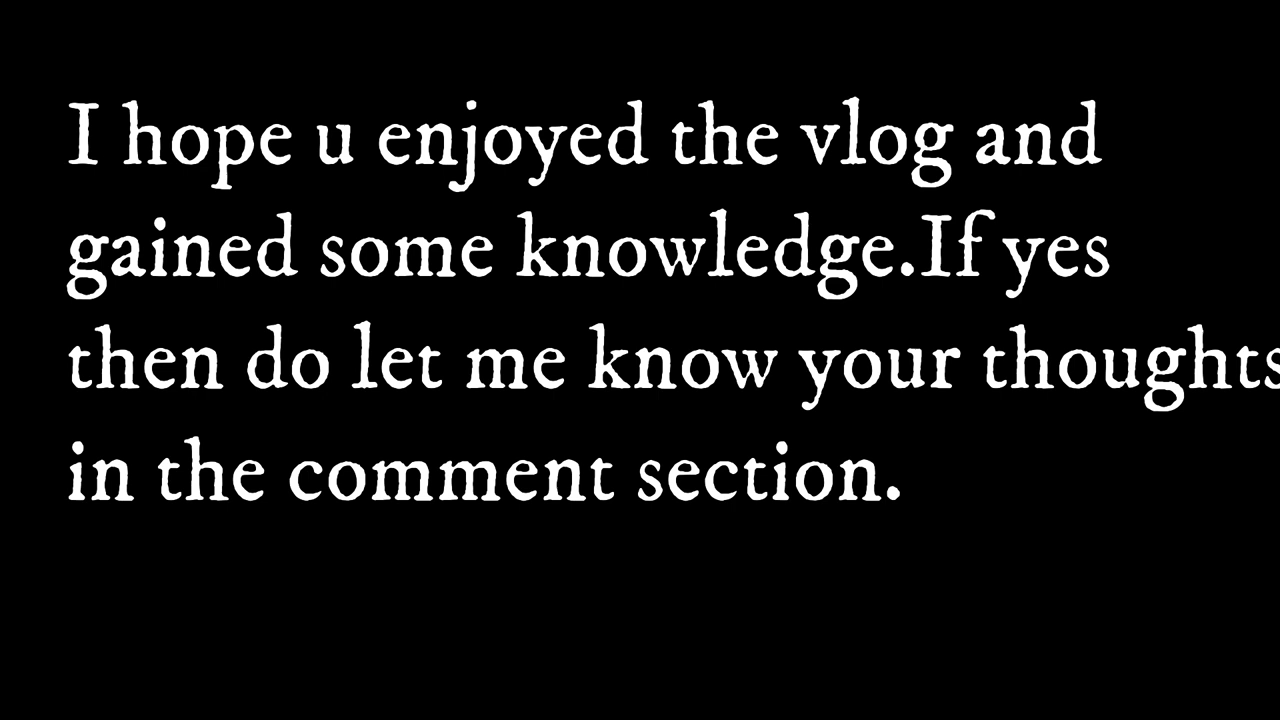 I hope u enjoyed the vlog and
gained some knowledge.If yes
then do let me know your thoughts
in the comment section.